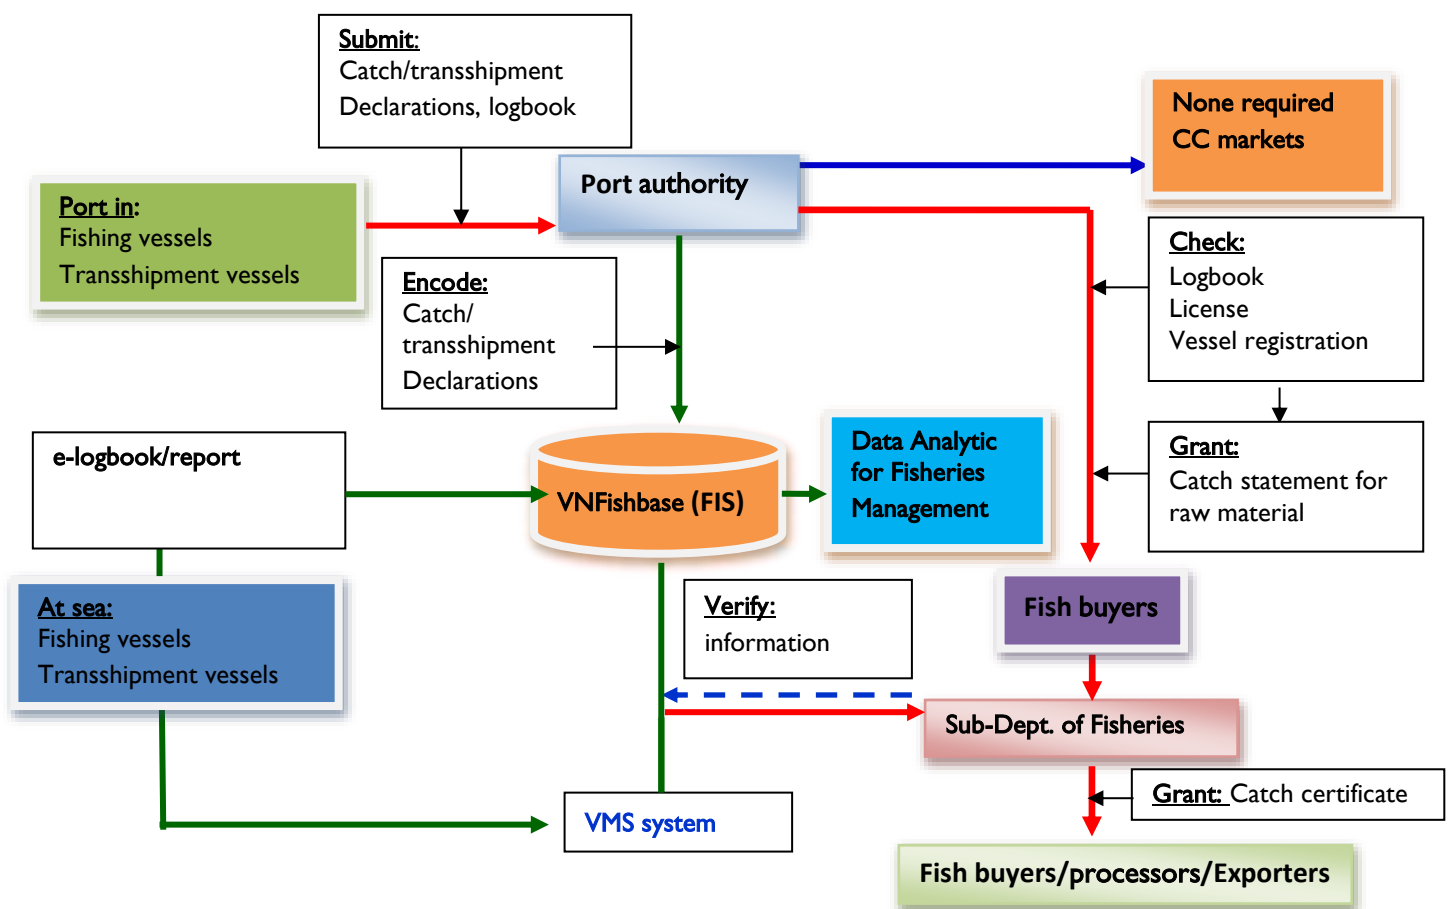 Submit:
Catch/transshipment
Declarations, logbook
None required
CC markets
Port authority
Port in:
Fishing vessels
Transshipment vessels
Check:
Logbook
License
Vessel registration
Encode:
Catch/
transshipment
Declarations
e-logbook/report
VNFishbase (FIS)
Data Analytic
for Fisheries
Management
Grant:
Catch statement for
raw material
At sea:
Fishing vessels
Transshipment vessels
Verify:
information
Fish buyers
Sub-Dept. of Fisheries
Grant: Catch certificate
VMS system
Fish buyers/processors/Exporters